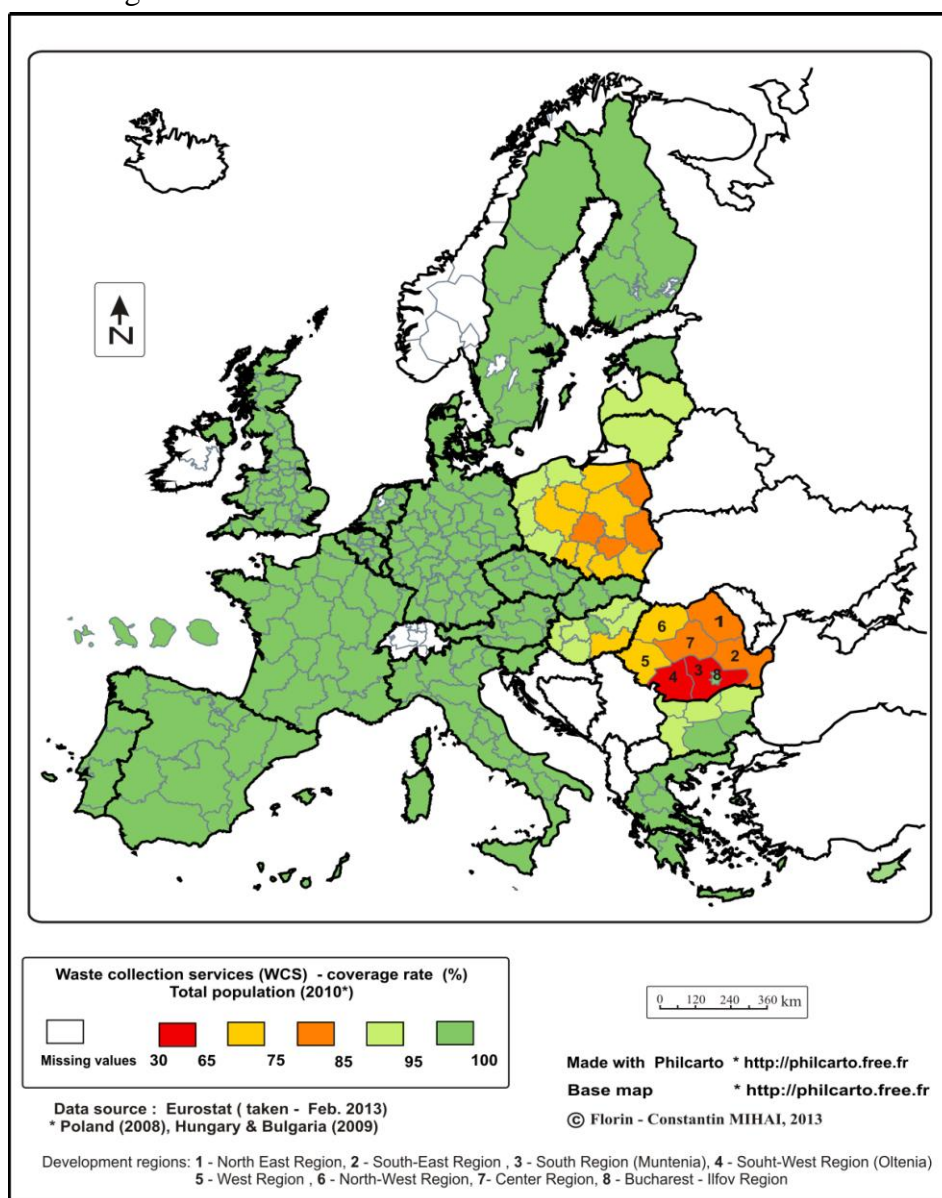 N
6
1
7
2
5
4
3
8
Waste collection services (WCS) - coverage rate (%)
Total population (2010*)
Missing values 30 65 75 85 95 100
0 120 240 360 km
Made with Philcarto * http://philcarto.free.fr
Base map * http://philcarto.free.fr
© Florin - Constantin MIHAI, 2013
Data source : Eurostat ( taken - Feb. 2013)
* Poland (2008), Hungary & Bulgaria (2009)
Development regions: 1 - North East Region, 2 - South-East Region , 3 - South Region (Muntenia), 4 - Souht-West Region (Oltenia)
5 - West Region , 6 - North-West Region, 7- Center Region, 8 - Bucharest - Ilfov Region